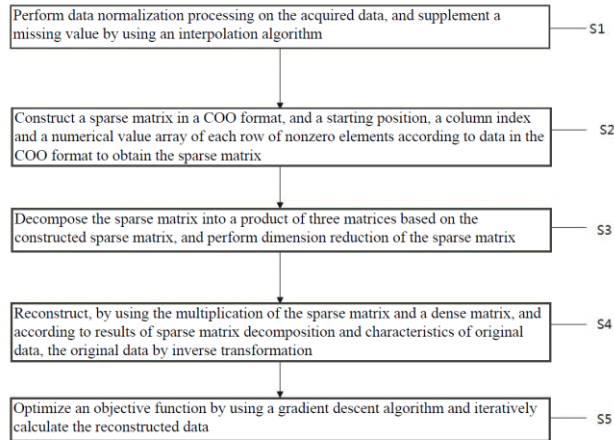 Perform data normalization processing on the acquired data, and supplement a
missing value by using an interpolation algorithm
S1
Construct a sparse matrix in a COO format, and a starting position, a column index
and a numerical value array of each row of nonzero elements according to data in the
COO format to obtain the sparse matrix
S2
Decompose the sparse matrix into a product of three matrices based on the
constructed sparse matrix, and perform dimension reduction of the sparse matrix
S3
Reconstruct, by using the multiplication of the sparse matrix and a dense matrix, and
according to results of sparse matrix decomposition and characteristics of original
data, the original data by inverse transformation
S4
Optimize an objective function by using a gradient descent algorithm and iteratively
calculate the reconstructed data
S5